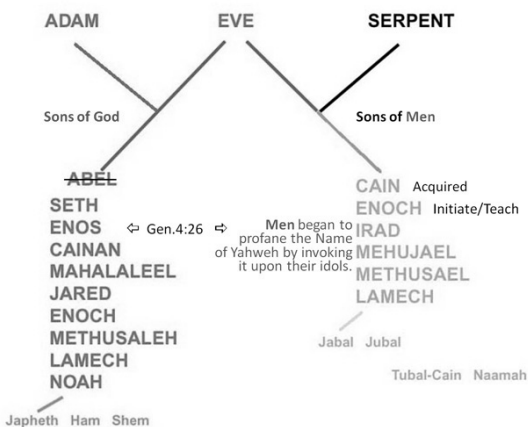 ADAM EVE SERPENT
Sons of God Sons of Men
ABEL
SETH
ENOS
CAINAN
MAHALALEEL
JARED
ENOCH
METHUSALEH
LAMECH
NOAH
Japheth Ham Shem
⇦ Gen.4:26 ⇨
Men began to
profane the Name
of Yahweh by invoking
it upon their idols.
CAIN Acquired
ENOCH Initiate/Teach
IRAD
MEHUJAEL
METHUSAEL
LAMECH
Jabal Jubal
Tubal-Cain Naamah